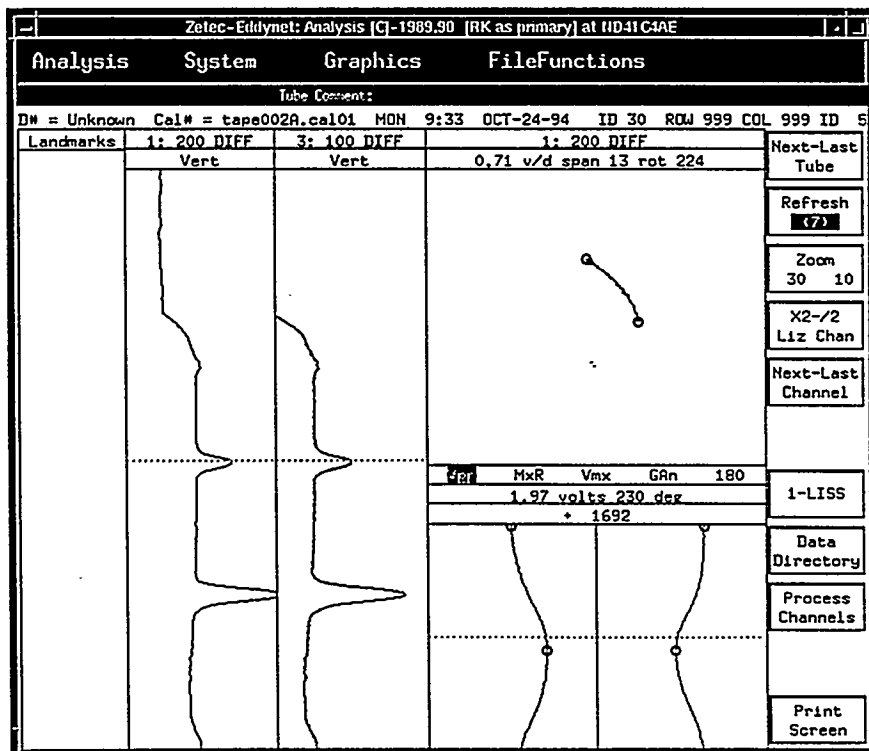 Zetec-Eddynet: Analysis [C]-1989,90 [RK as primary] at ND41C4AE
Analysis System Graphics FileFunctions
Tube Comment:
D# = Unknown Cal# = tape002A.cal01 MON 9:33 OCT-24-94 ID 30 ROW 999 COL 999 ID 5
Landmarks
1: 200 DIFF
Vert
3: 100 DIFF
Vert
1: 200 DIFF
0.71 v/d span 13 rot 224
MxR Vmx GAn 180
1.97 volts 230 deg
+ 1692
Next-Last
Tube
Refresh
(7)
Zoom
30 10
X2-/2
Liz Chan
Next-Last
Channel
1-LISS
Data
Directory
Process
Channels
Print
Screen